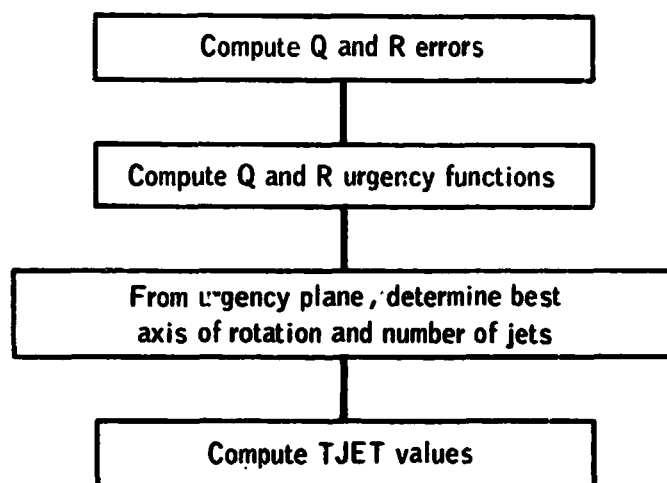 Compute Q and R errors
Compute Q and R urgency functions
From urgency plane, determine best
axis of rotation and number of jets
Compute TJET values